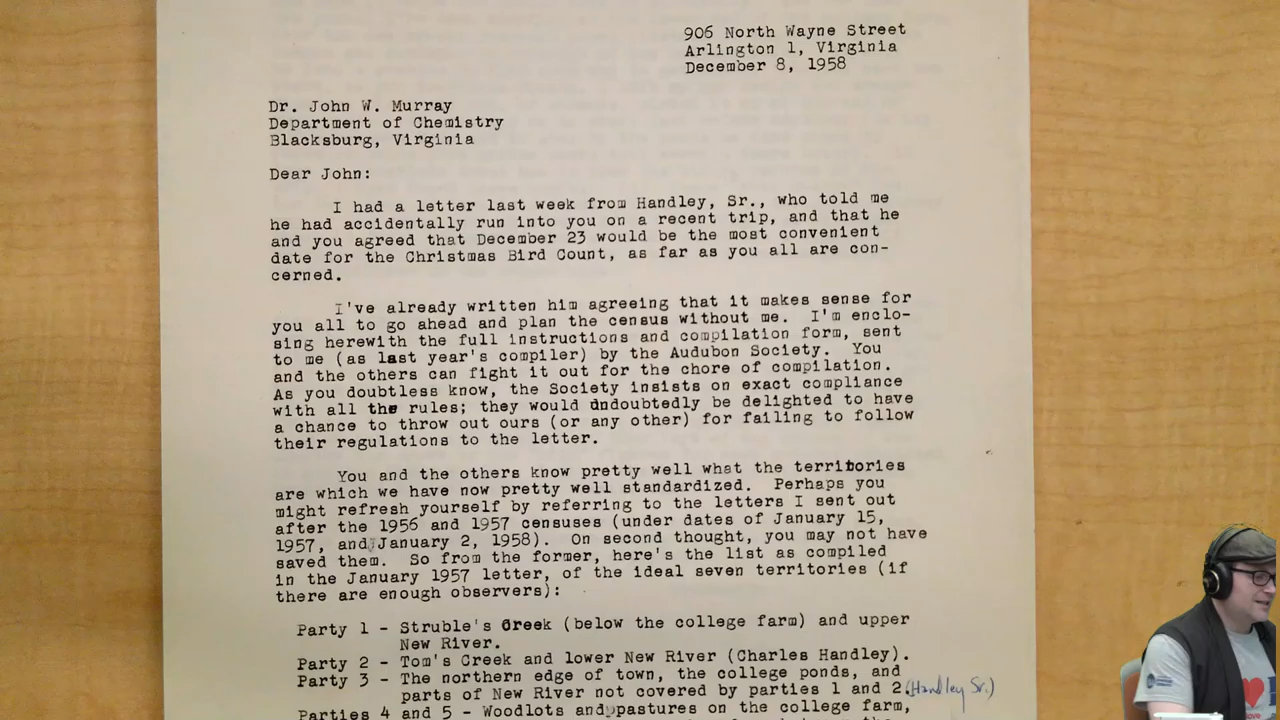 906 North Wayne Street
Arlington 1, Virginia
December 8, 1958
Dr. John W. Murray
Department of Chemistry
Blacksburg, Virginia
Dear John:
I had a letter last week from Handley, Sr., who told me
he had accidentally run into you on a recent trip, and that he
and you agreed that December 23 would be the most convenient
date for the Christmas Bird Count, as far as you all are con-
cerned.
I've already written him agreeing that it makes sense for
you all to go ahead and plan the census without me. I'm enclo-
sing herewith the full instructions and compilation form, sent
to me (as last year's compiler) by the Audubon Society. You
and the others can fight it out for the chore of compilation.
As you doubtless know, the Society insists on exact compliance
with all the rules; they would undoubtedly be delighted to have
a chance to throw out ours (or any other) for failing to follow
their regulations to the letter.
You and the others know pretty well what the territories
are which we have now pretty well standardized. Perhaps you
might refresh yourself by referring to the letters I sent out
after the 1956 and 1957 censuses (under dates of January 15,
1957, and January 2, 1958). On second thought, you may not have
saved them. So from the former, here's the list as compiled
in the January 1957 letter, of the ideal seven territories (if
there are enough observers):
Party 1 - Struble's Creek (below the college farm) and upper
New River.
Party 2 - Tom's Creek and lower New River (Charles Handley).
Party 3 - The northern edge of town, the college ponds, and
parts of New River not covered by parties 1 and 2. (Handley Sr.)
Parties 4 and 5 - Woodlots and pastures on the college farm,